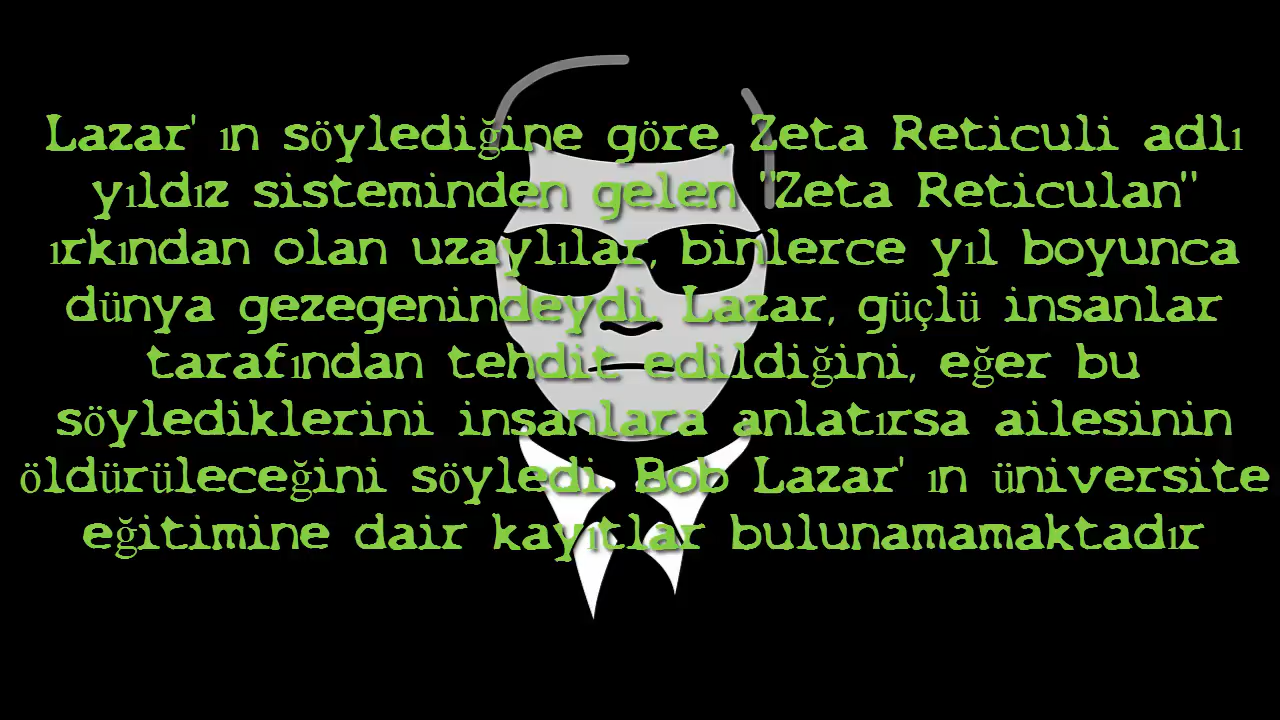 Lazar' ın söylediğine göre, Zeta Reticuli adlı
yıldız sisteminden gelen "Zeta Reticulan"
ırkından olan uzaylılar, binlerce yıl boyunca
dünya gezegenindeydi. Lazar, güçlü insanlar
tarafından tehdit edildiğini, eğer bu
söylediklerini insanlara anlatırsa ailesinin
öldürüleceğini söyledi. Bob Lazar' ın üniversite
eğitimine dair kayıtlar bulunamamaktadır